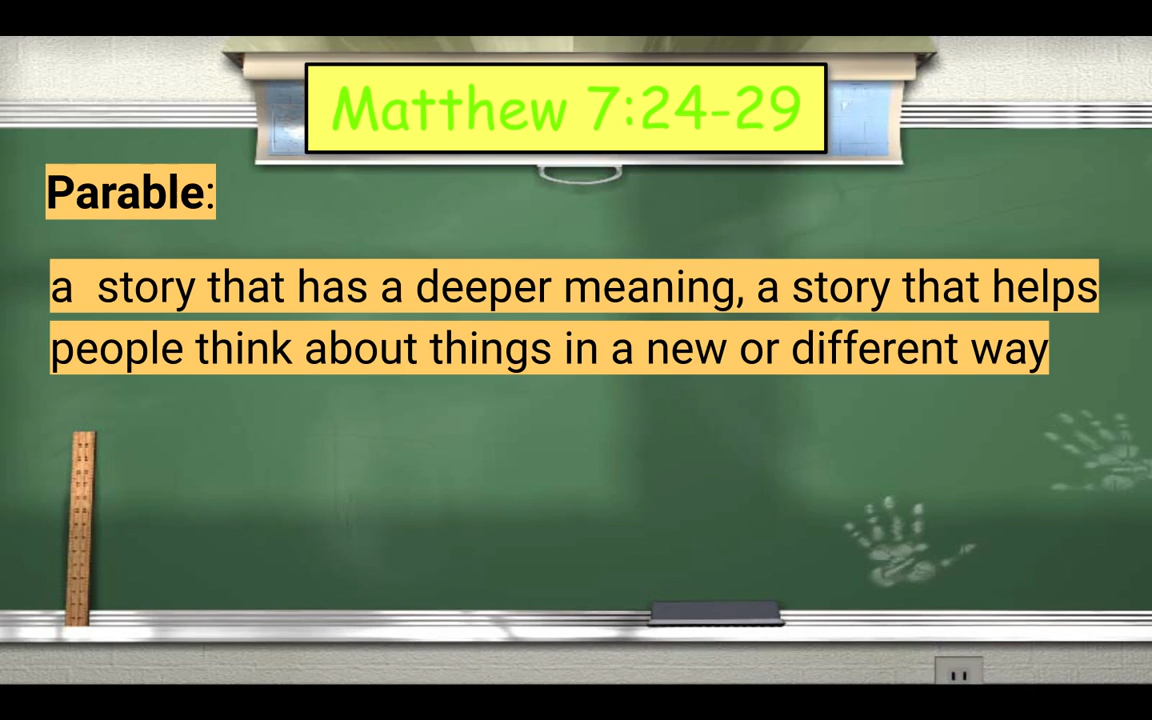 Matthew 7:24-29
Parable:
a  story that has a deeper meaning, a story that helps
people think about things in a new or different way